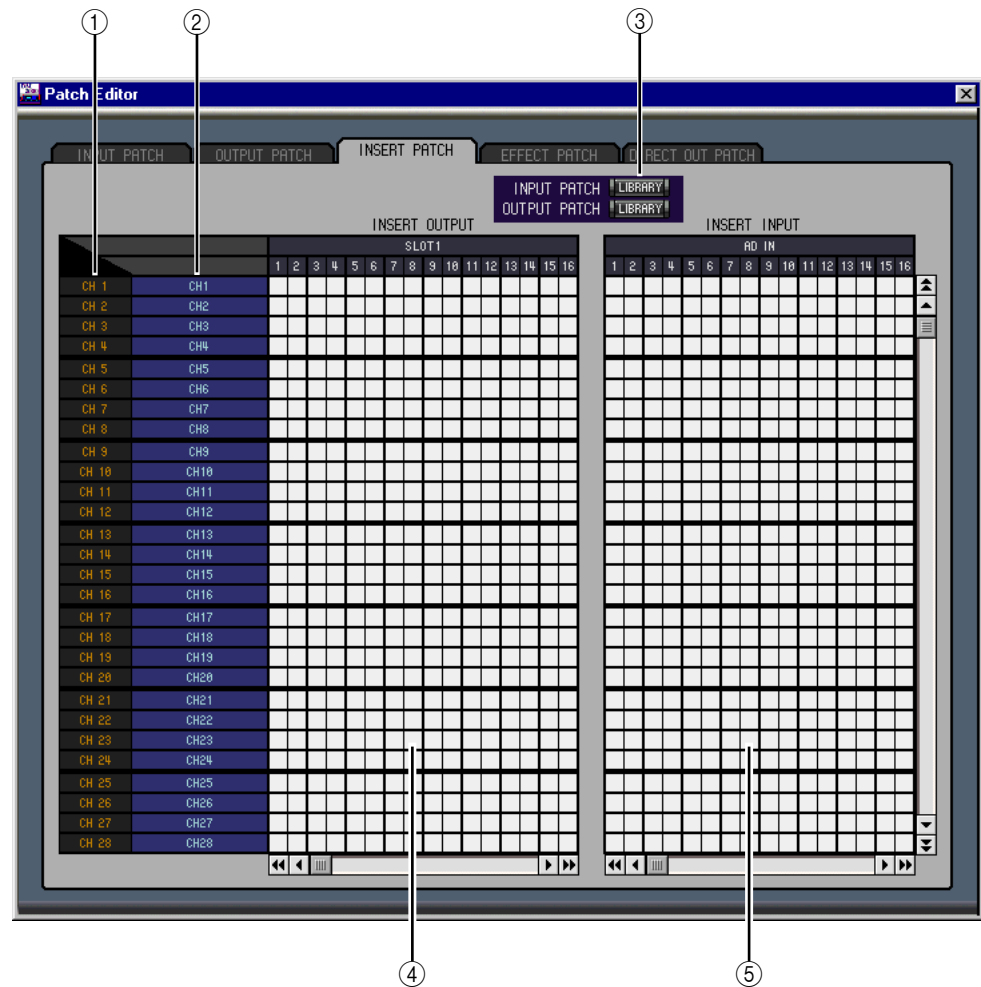 ① ② ③
Patch Editor
INPUT PATCH OUTPUT PATCH INSERT PATCH EFFECT PATCH DIRECT OUT PATCH
INPUT PATCH LIBRARY
OUTPUT PATCH LIBRARY
INSERT OUTPUT INSERT INPUT
SLOT1 AD IN
1 2 3 4 5 6 7 8 9 10 11 12 13 14 15 16 1 2 3 4 5 6 7 8 9 10 11 12 13 14 15 16
CH 1 CH1
CH 2 CH2
CH 3 CH3
CH 4 CH4
CH 5 CH5
CH 6 CH6
CH 7 CH7
CH 8 CH8
CH 9 CH9
CH 10 CH10
CH 11 CH11
CH 12 CH12
CH 13 CH13
CH 14 CH14
CH 15 CH15
CH 16 CH16
CH 17 CH17
CH 18 CH18
CH 19 CH19
CH 20 CH20
CH 21 CH21
CH 22 CH22
CH 23 CH23
CH 24 CH24
CH 25 CH25
CH 26 CH26
CH 27 CH27
CH 28 CH28
④ ⑤